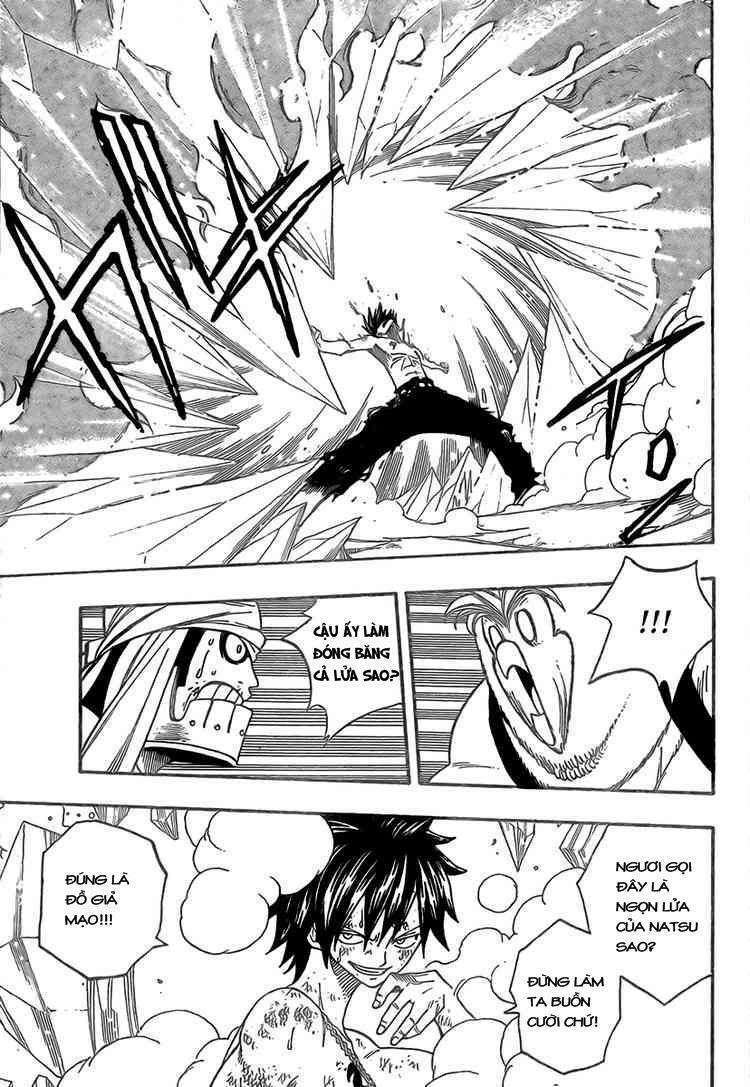 !!!
CẬU ẤY LÀM
ĐÓNG BĂNG
CẢ LỬA SAO?
NGƯƠI GỌI
ĐÂY LÀ
NGỌN LỬA
CỦA NATSU
SAO?
ĐỪNG LÀM
TA BUỒN
CƯỜI CHỨ!
ĐÚNG LÀ
ĐỒ GIẢ
MẠO!!!